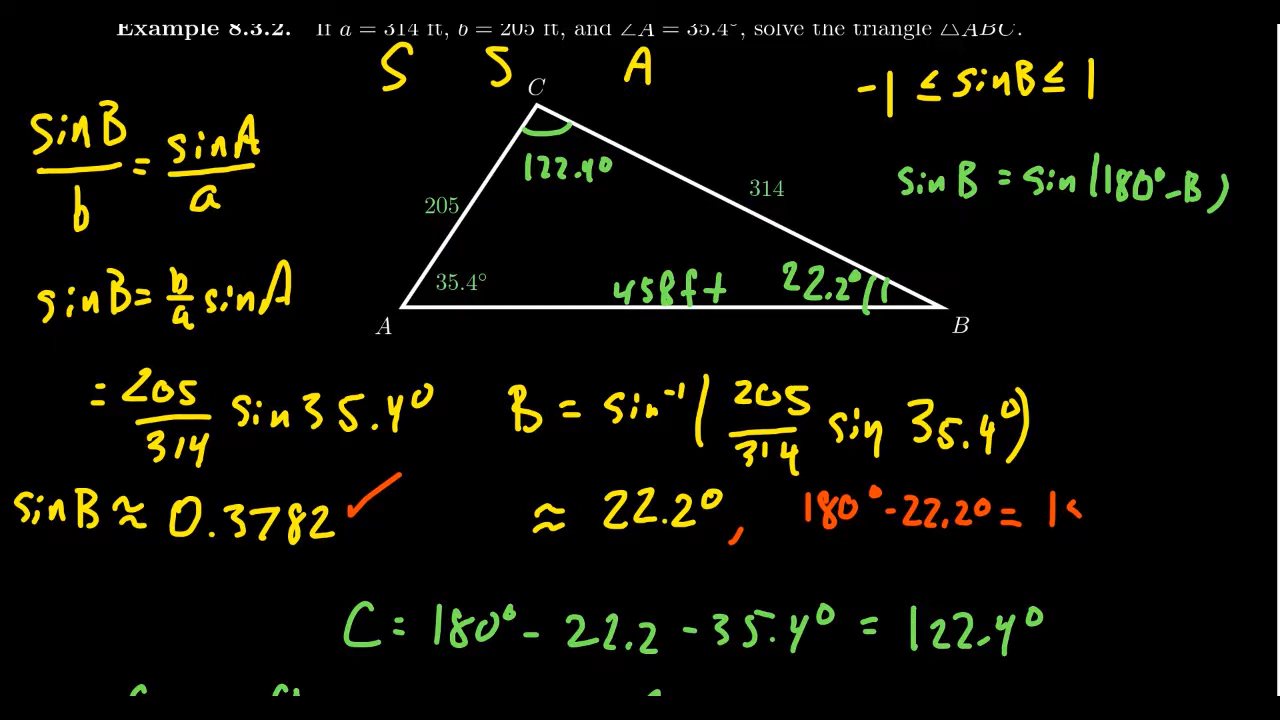 Example 8.3.2. If a = 314 ft, b = 205 ft, and ∠A = 35.4°, solve the triangle △ABC.
S S A
-1 ≤ sinB ≤ 1
sinB/b = sinA/a
sinB = sin(180° - B)
C
122.4°
205
314
35.4°
458ft
22.2°
A
B
sinB = b/a sinA
= 205/314 sin35.4°
B = sin⁻¹(205/314 sin 35.4°)
sinB ≈ 0.3782 ✓
≈ 22.2°, 180° - 22.2° = 1
C = 180° - 22.2 - 35.4° = 122.4°